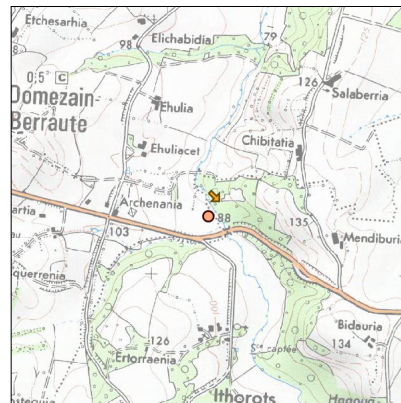 Etchesarhia
98
Elichabidia
79
0,5
C
126
Salaberria
Domezain
Berraute
Ehulia
Ehuliacet
Chibitatia
Archenania
artia
103
88
135
Mendiburia
querrenia
126
Ertorraenia
Bidauria
134
Ithorots